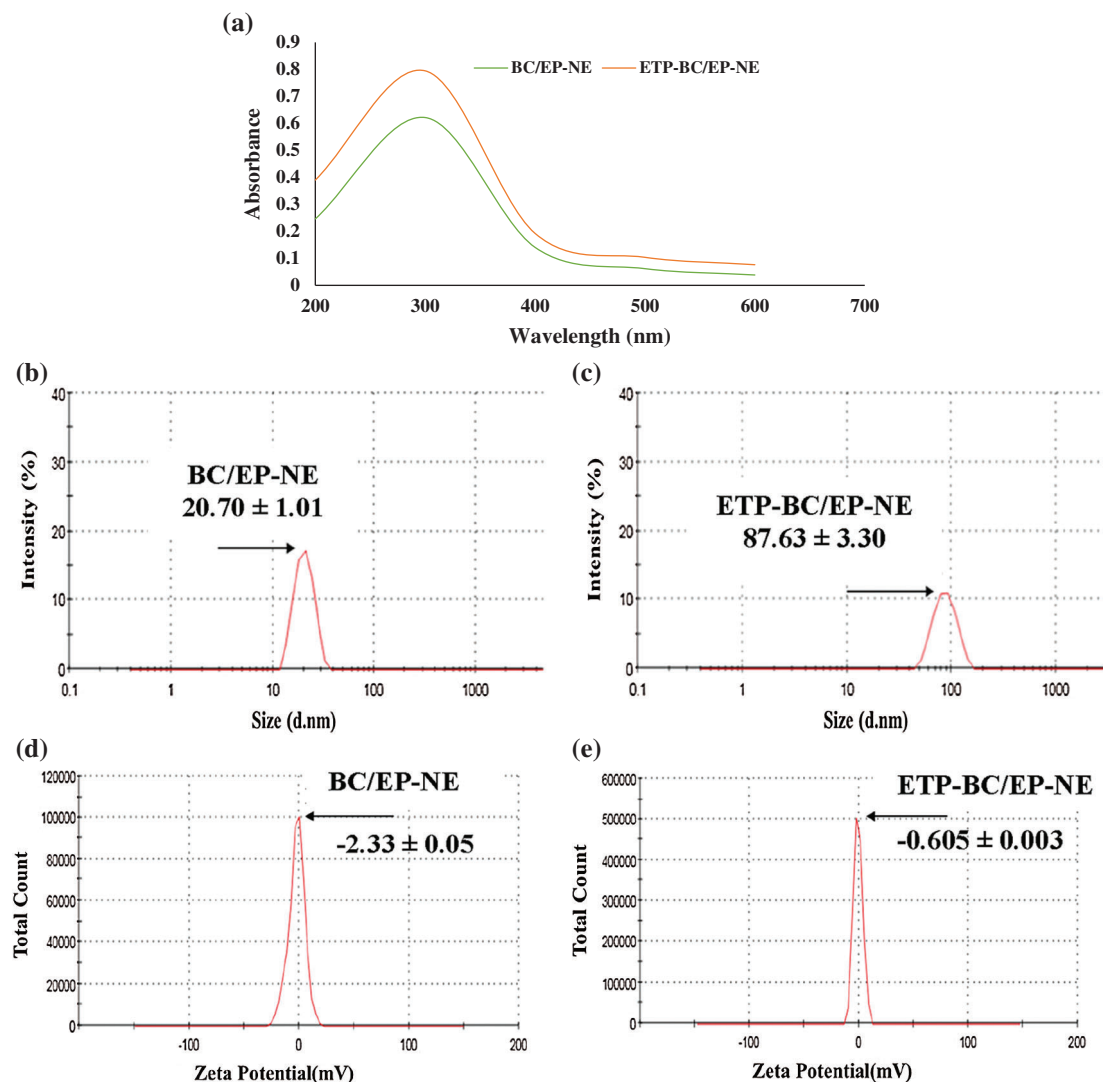 (a)
0.9
0.8
0.7
0.6
0.5
0.4
0.3
0.2
0.1
0
Absorbance
BC/EP-NE ETP-BC/EP-NE
200 300 400 500 600 700
Wavelength (nm)
(b)
40
30
20
10
0
Intensity (%)
BC/EP-NE
20.70 ± 1.01
0.1 1 10 100 1000
Size (d.nm)
(c)
40
30
20
10
0
Intensity (%)
ETP-BC/EP-NE
87.63 ± 3.30
0.1 1 10 100 1000
Size (d.nm)
(d)
120000
100000
80000
60000
40000
20000
0
Total Count
BC/EP-NE
-2.33 ± 0.05
-100 0 100 200
Zeta Potential(mV)
(e)
600000
500000
400000
300000
200000
100000
0
Total Count
ETP-BC/EP-NE
-0.605 ± 0.003
-100 0 100 200
Zeta Potential(mV)